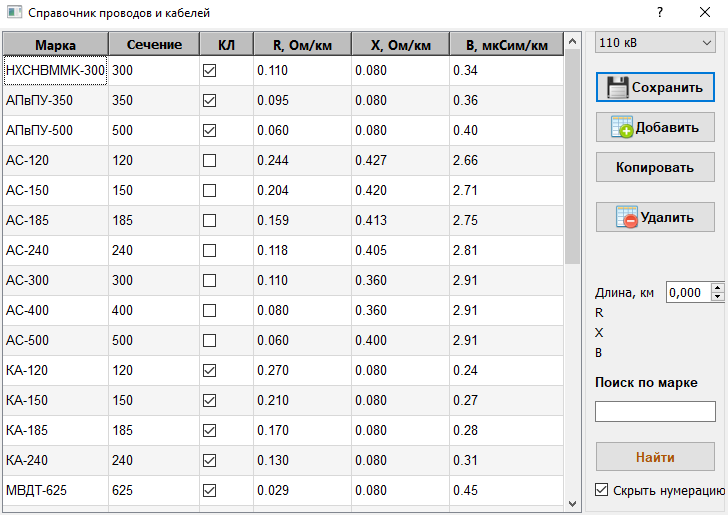 Справочник проводов и кабелей
Марка Сечение КЛ R, Ом/км X, Ом/км B, мкСим/км
НХСНВММК-300 300 0.110 0.080 0.34
АПвПУ-350 350 0.095 0.080 0.36
АПвПУ-500 500 0.060 0.080 0.40
АС-120 120 0.244 0.427 2.66
АС-150 150 0.204 0.420 2.71
АС-185 185 0.159 0.413 2.75
АС-240 240 0.118 0.405 2.81
АС-300 300 0.110 0.360 2.91
АС-400 400 0.080 0.360 2.91
АС-500 500 0.060 0.400 2.91
КА-120 120 0.270 0.080 0.24
КА-150 150 0.210 0.080 0.27
КА-185 185 0.170 0.080 0.28
КА-240 240 0.130 0.080 0.31
МВДТ-625 625 0.029 0.080 0.45
110 кВ
Сохранить
Добавить
Копировать
Удалить
Длина, км 0,000
R
X
B
Поиск по марке
Найти
Скрыть нумерацию